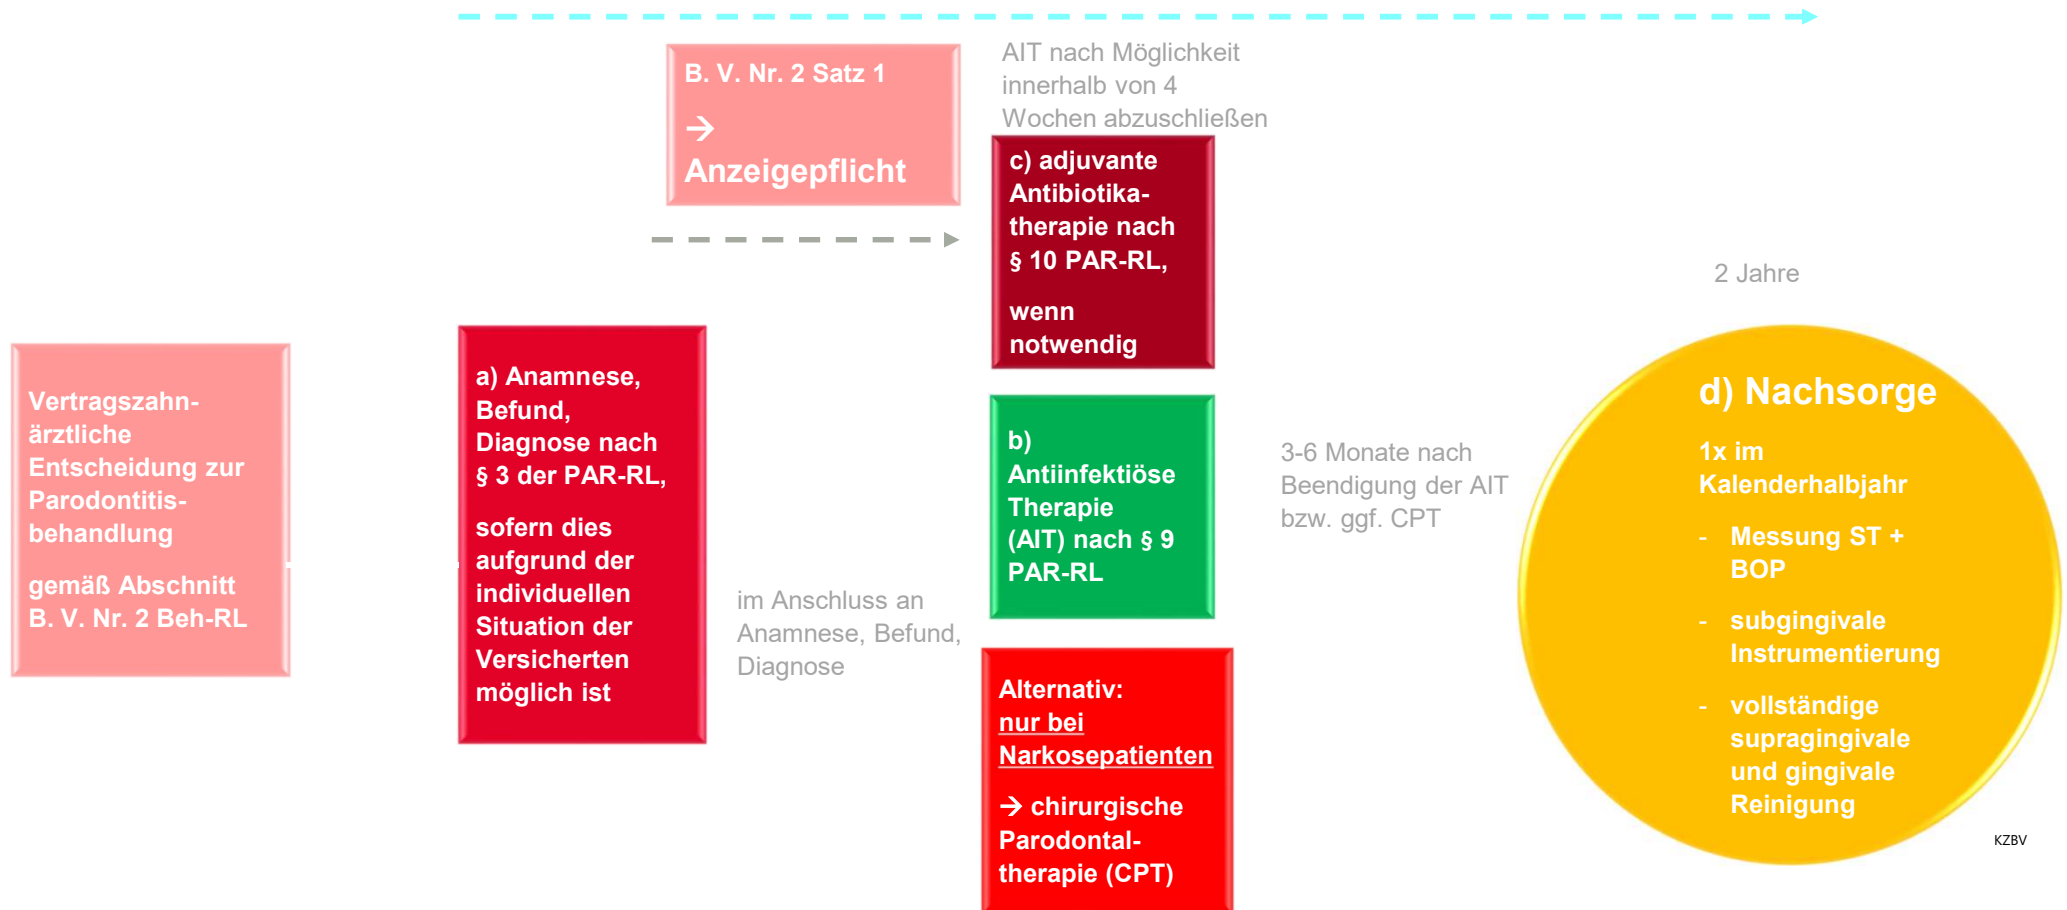 Vertragszahn-
ärztliche
Entscheidung zur
Parodontitis-
behandlung
gemäß Abschnitt
B. V. Nr. 2 Beh-RL
a) Anamnese,
Befund,
Diagnose nach
§ 3 der PAR-RL,
sofern dies
aufgrund der
individuellen
Situation der
Versicherten
möglich ist
B. V. Nr. 2 Satz 1
→
Anzeigepflicht
im Anschluss an
Anamnese, Befund,
Diagnose
AIT nach Möglichkeit
innerhalb von 4
Wochen abzuschließen
c) adjuvante
Antibiotika-
therapie nach
§ 10 PAR-RL,
wenn
notwendig
b)
Antiinfektiöse
Therapie
(AIT) nach § 9
PAR-RL
Alternativ:
nur bei
Narkosepatienten
→ chirurgische
Parodontal-
therapie (CPT)
3-6 Monate nach
Beendigung der AIT
bzw. ggf. CPT
2 Jahre
d) Nachsorge
1x im
Kalenderhalbjahr
- Messung ST +
BOP
- subgingivale
Instrumentierung
- vollständige
supragingivale
und gingivale
Reinigung
KZBV